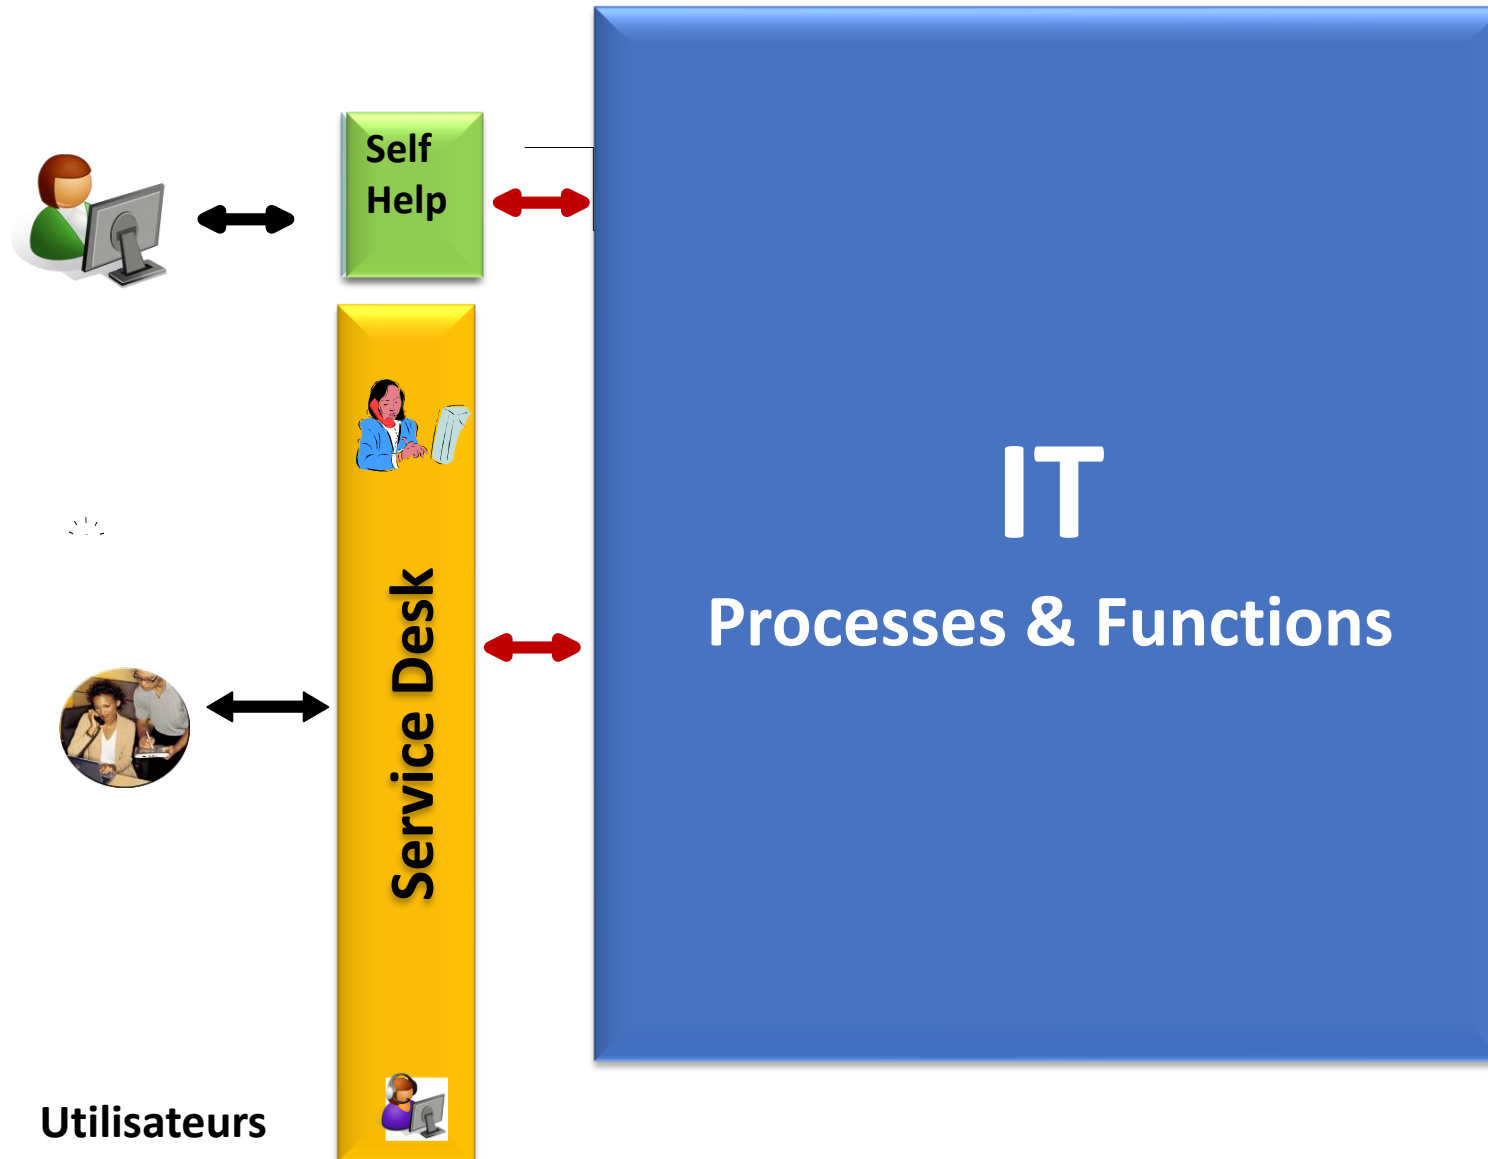 Self
Help
IT
Processes & Functions
Service Desk
Utilisateurs